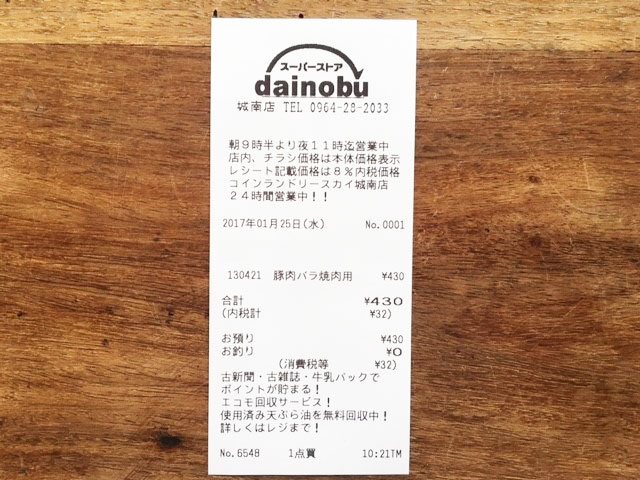 スーパーストア
dainobu
城南店 TEL 0964-28-2033
朝9時半より夜11時迄営業中
店内、チラシ価格は本体価格表示
レシート記載価格は8%内税価格
コインランドリースカイ城南店
24時間営業中!!
2017年01月25日(水) No.0001
130421 豚肉バラ焼肉用 ¥430
合計 ¥430
(内税計 ¥32)
お預り ¥430
お釣り ¥0
(消費税等 ¥32)
古新聞・古雑誌・牛乳パックで
ポイントが貯まる!
エコモ回収サービス!
使用済み天ぷら油を無料回収中!
詳しくはレジまで!
No.6548 1点買 10:21TM